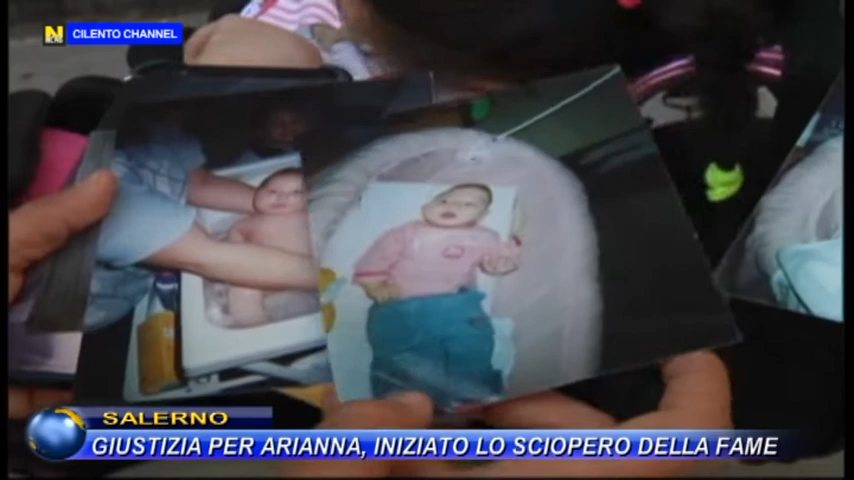 N
CILENTO CHANNEL
SALERNO
GIUSTIZIA PER ARIANNA, INIZIATO LO SCIOPERO DELLA FAME